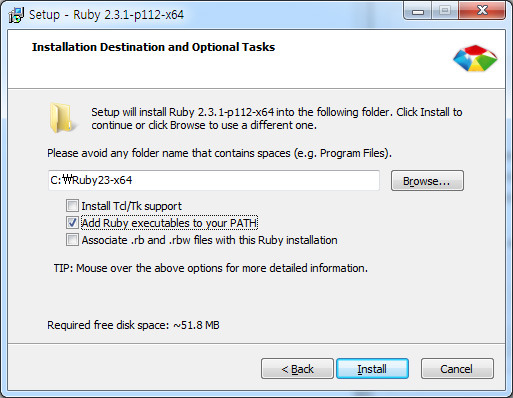 Setup - Ruby 2.3.1-p112-x64
Installation Destination and Optional Tasks
Setup will install Ruby 2.3.1-p112-x64 into the following folder. Click Install to
continue or click Browse to use a different one.
Please avoid any folder name that contains spaces (e.g. Program Files).
C:₩Ruby23-x64
Browse...
Install Tcl/Tk support
Add Ruby executables to your PATH
Associate .rb and .rbw files with this Ruby installation
TIP: Mouse over the above options for more detailed information.
Required free disk space: ~51.8 MB
< Back
Install
Cancel